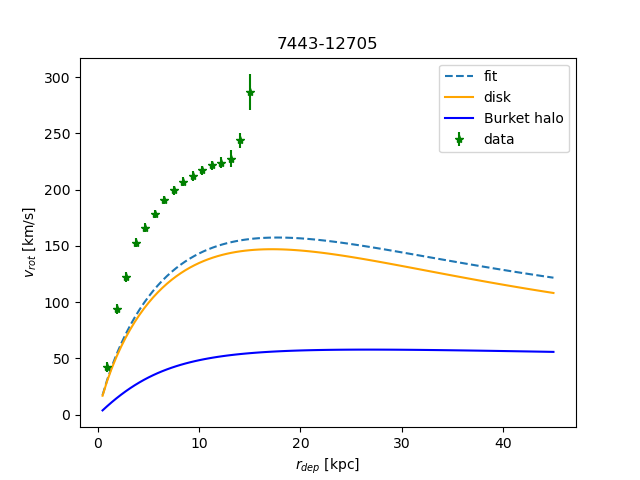 7443-12705
fit
disk
Burket halo
data
300
250
200
150
100
50
0
v_rot [km/s]
0 10 20 30 40
r_dep [kpc]